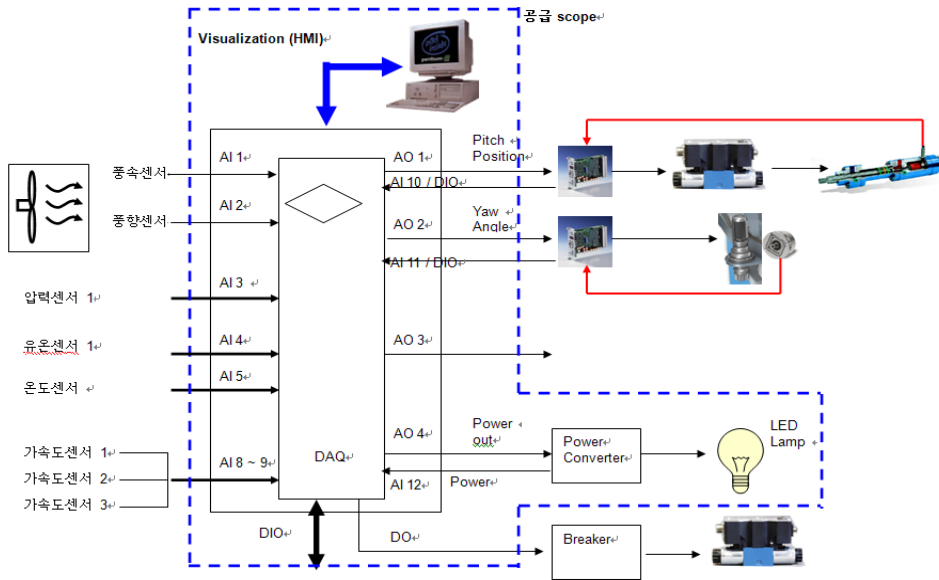 공급 scope
Visualization (HMI)
AI 1
AO 1
Pitch
Position
풍속센서
AI 10 / DIO
AI 2
Yaw
Angle
풍향센서
AO 2
AI 11 / DIO
압력센서 1
AI 3
유온센서 1
AI 4
AO 3
온도센서
AI 5
AO 4
Power
out
Power
Converter
LED
Lamp
가속도센서 1
가속도센서 2
가속도센서 3
AI 8 ~ 9
DAQ
AI 12
Power
DIO
DO
Breaker